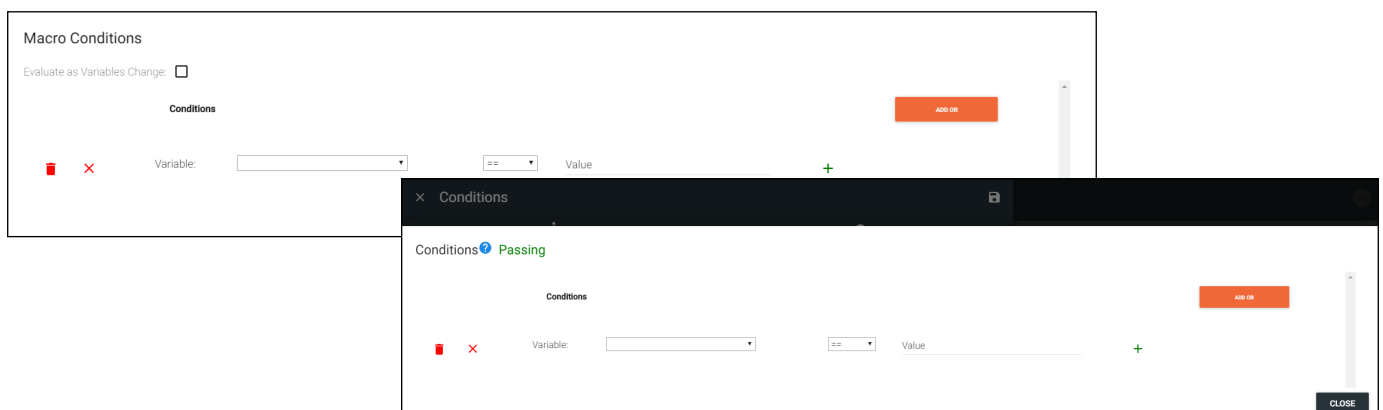 Macro Conditions
Evaluate as Variables Change:
Conditions
ADD OR
Variable:
==
Value
+
Conditions
Conditions? Passing
Conditions
ADD OR
Variable:
==
Value
+
CLOSE